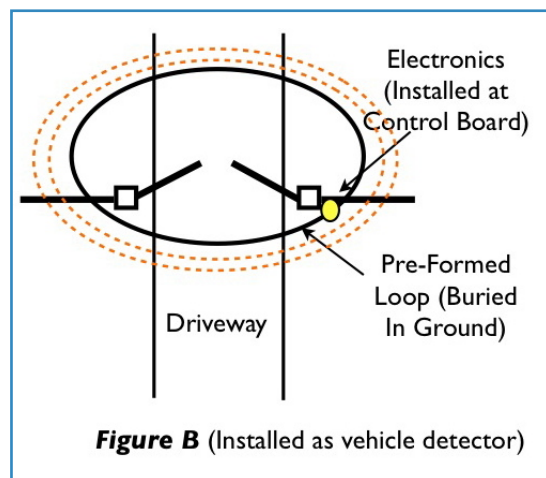 Electronics
(Installed at
Control Board)
Pre-Formed
Loop (Buried
In Ground)
Driveway
Figure B (Installed as vehicle detector)